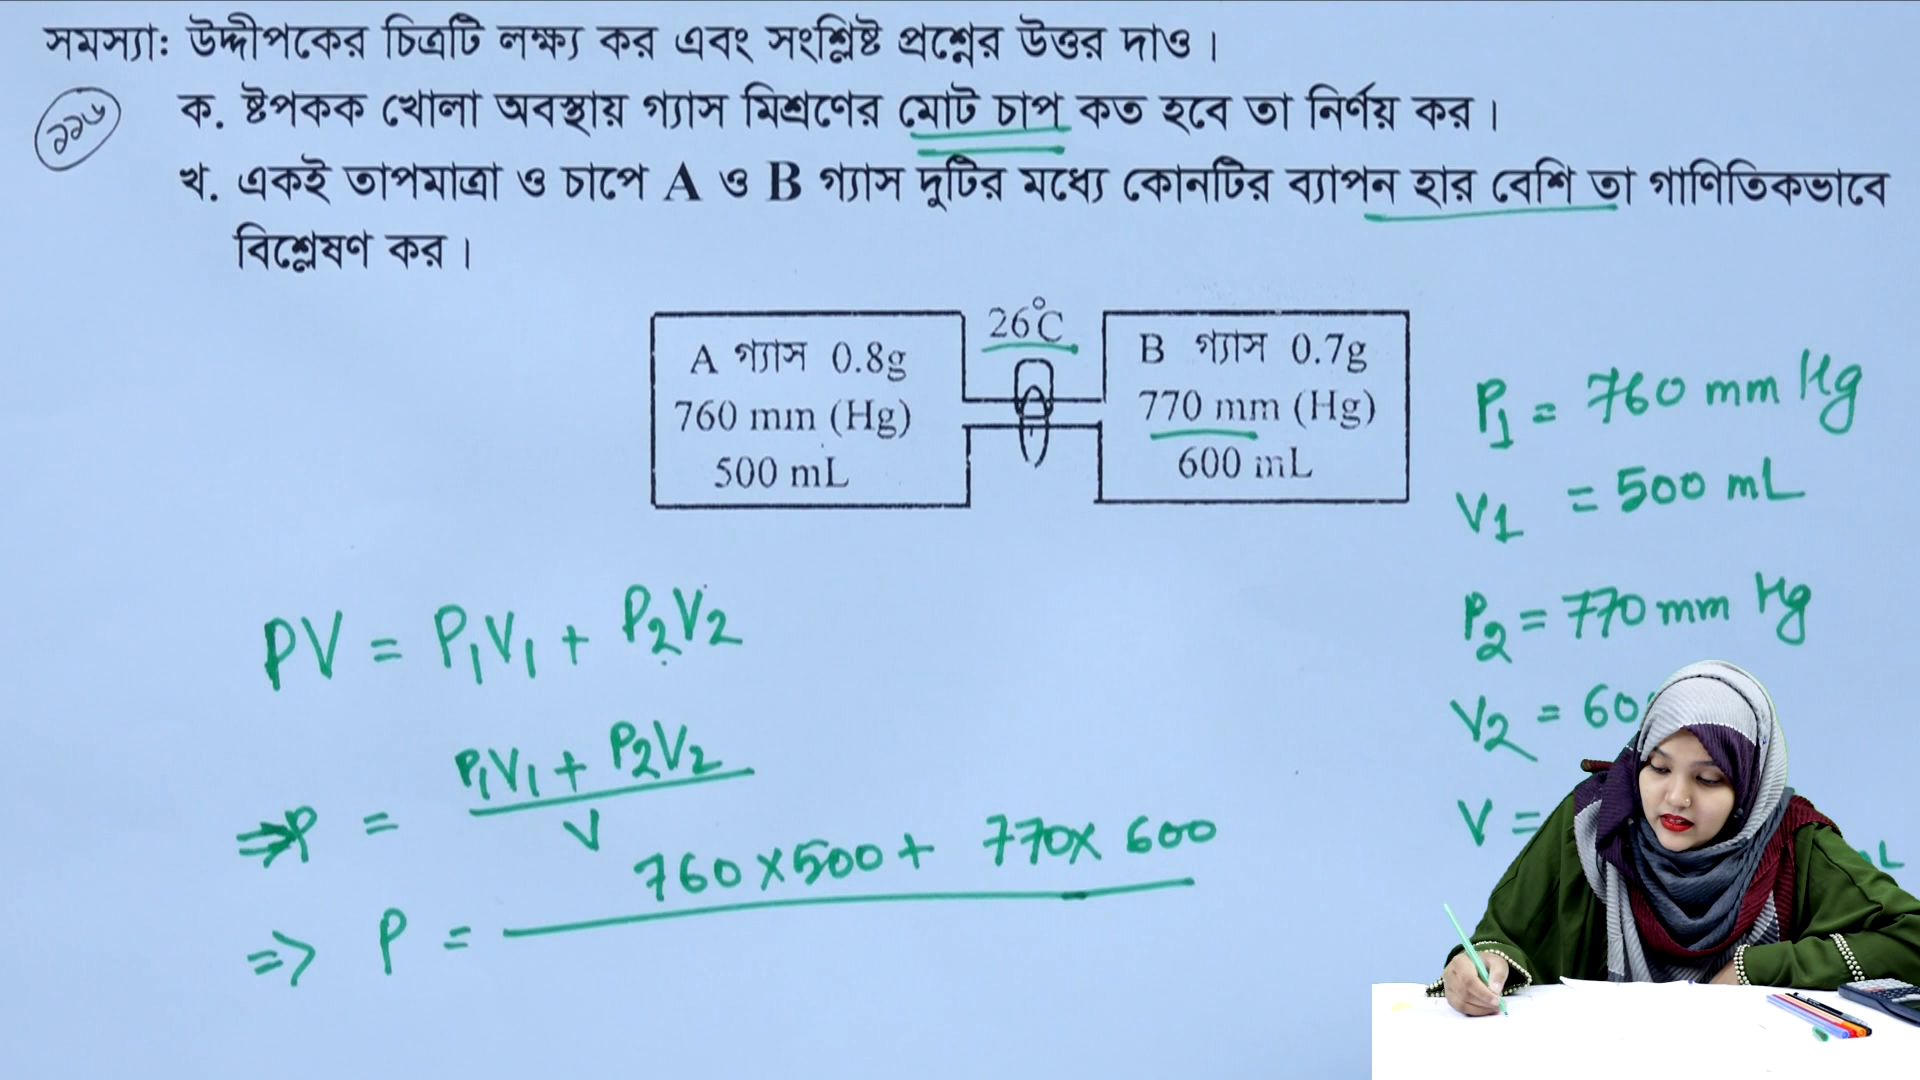 সমস্যা: উদ্দীপকের চিত্রটি লক্ষ্য কর এবং সংশ্লিষ্ট প্রশ্নের উত্তর দাও।
ক. ষ্টপকক খোলা অবস্থায় গ্যাস মিশ্রণের মোট চাপ কত হবে তা নির্ণয় কর।
খ. একই তাপমাত্রা ও চাপে A ও B গ্যাস দুটির মধ্যে কোনটির ব্যাপন হার বেশি তা গাণিতিকভাবে
বিশ্লেষণ কর।
26°C
A গ্যাস 0.8g
760 mm (Hg)
500 mL
B গ্যাস 0.7g
770 mm (Hg)
600 mL
P1 = 760 mm Hg
V1 = 500 mL
P2 = 770 mm Hg
V2 = 60
V =
PV = P1V1 + P2V2
⇒ P = P1V1 + P2V2
V
760 × 500 + 770 × 600
⇒ P =